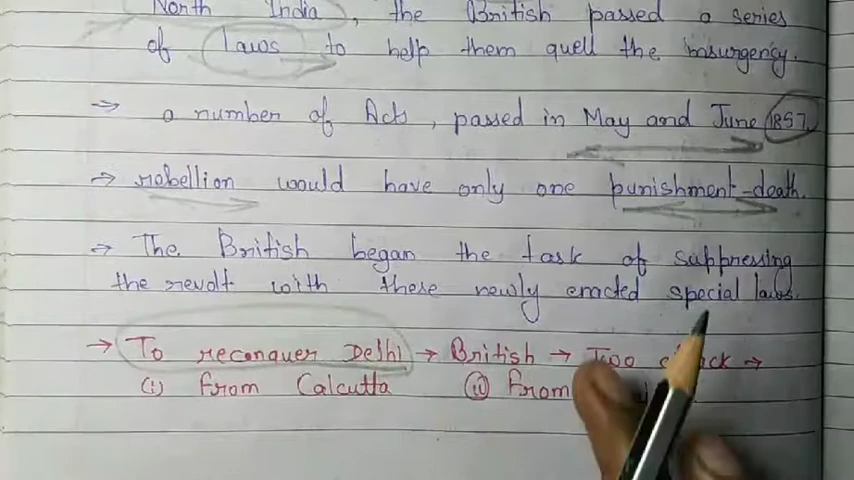 North India, the British passed a series
of laws to help them quell the insurgency.
⇒ a number of Acts, passed in May and June 1857.
⇒ rebellion would have only one punishment-death.
⇒ The British began the task of suppressing
the revolt with these newly enacted special laws.
→ To reconquer Delhi → British → Two →
(i) from Calcutta (ii) from